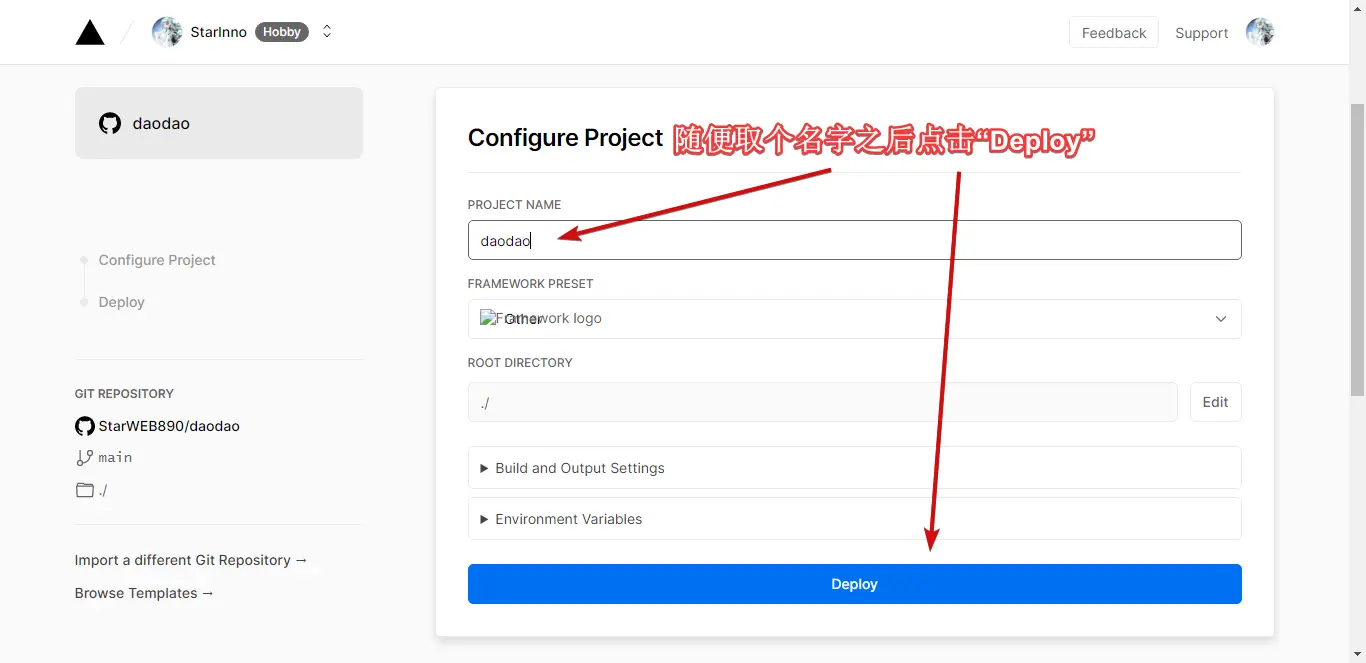 StarInno Hobby
Feedback Support
daodao
Configure Project 随便取个名字之后点击“Deploy”
PROJECT NAME
daodao
FRAMEWORK PRESET
Framework logo
Other
ROOT DIRECTORY
./
Edit
Build and Output Settings
Environment Variables
Deploy
Configure Project
Deploy
GIT REPOSITORY
StarWEB890/daodao
main
./
Import a different Git Repository →
Browse Templates →